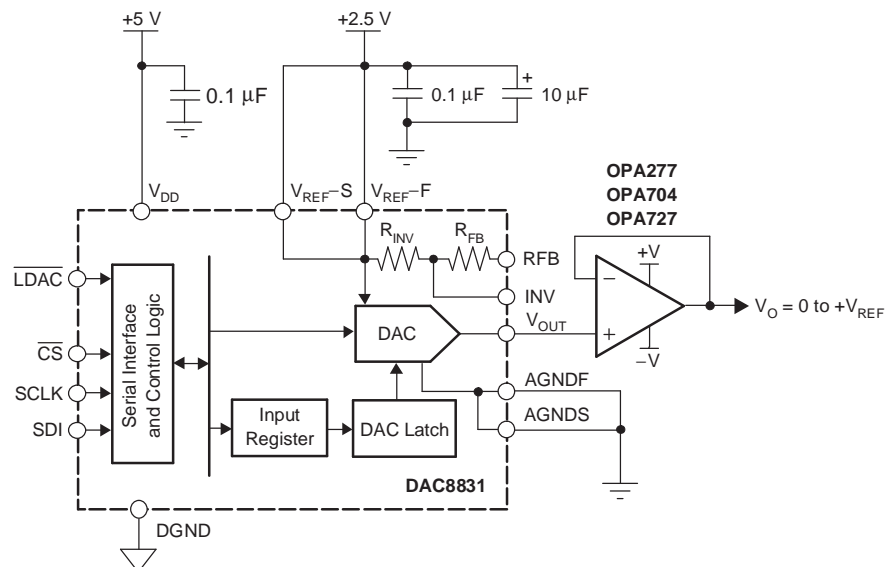 +5 V
+2.5 V
0.1 μF
0.1 μF
+
10 μF
OPA277
OPA704
OPA727
V_DD
V_REF−S
V_REF−F
R_INV
R_FB
RFB
INV
V_OUT
AGNDF
AGNDS
LDAC
CS
SCLK
SDI
Serial Interface
and Control Logic
DAC
Input
Register
DAC Latch
DAC8831
DGND
+V
−
+
−V
V_O = 0 to +V_REF